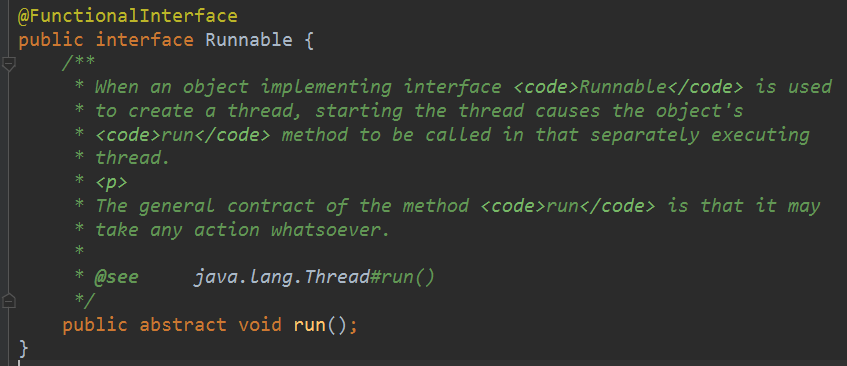 @FunctionalInterface
public interface Runnable {
/**
* When an object implementing interface <code>Runnable</code> is used
* to create a thread, starting the thread causes the object's
* <code>run</code> method to be called in that separately executing
* thread.
* <p>
* The general contract of the method <code>run</code> is that it may
* take any action whatsoever.
*
* @see     java.lang.Thread#run()
*/
public abstract void run();
}